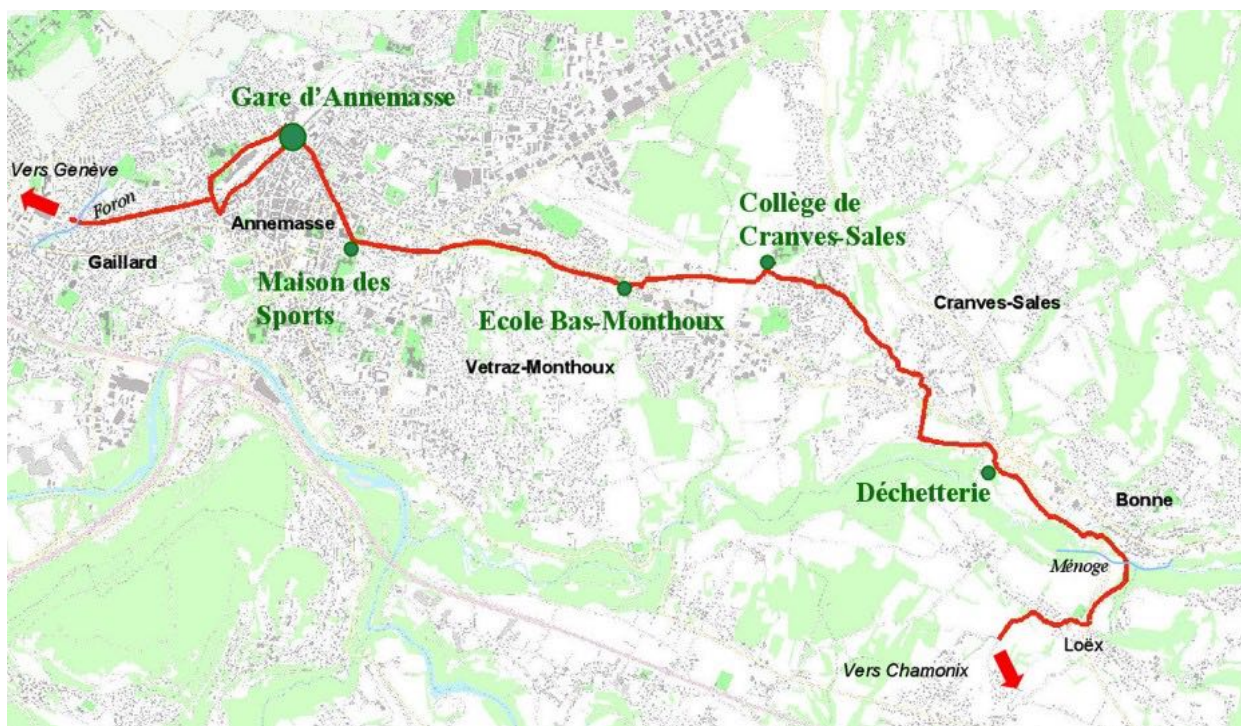 Gare d'Annemasse
Vers Genève
Foron
Annemasse
Gaillard
Maison des
Sports
Collège de
Cranves-Sales
Ecole Bas-Monthoux
Cranves-Sales
Vetraz-Monthoux
Déchetterie
Bonne
Ménoge
Loëx
Vers Chamonix